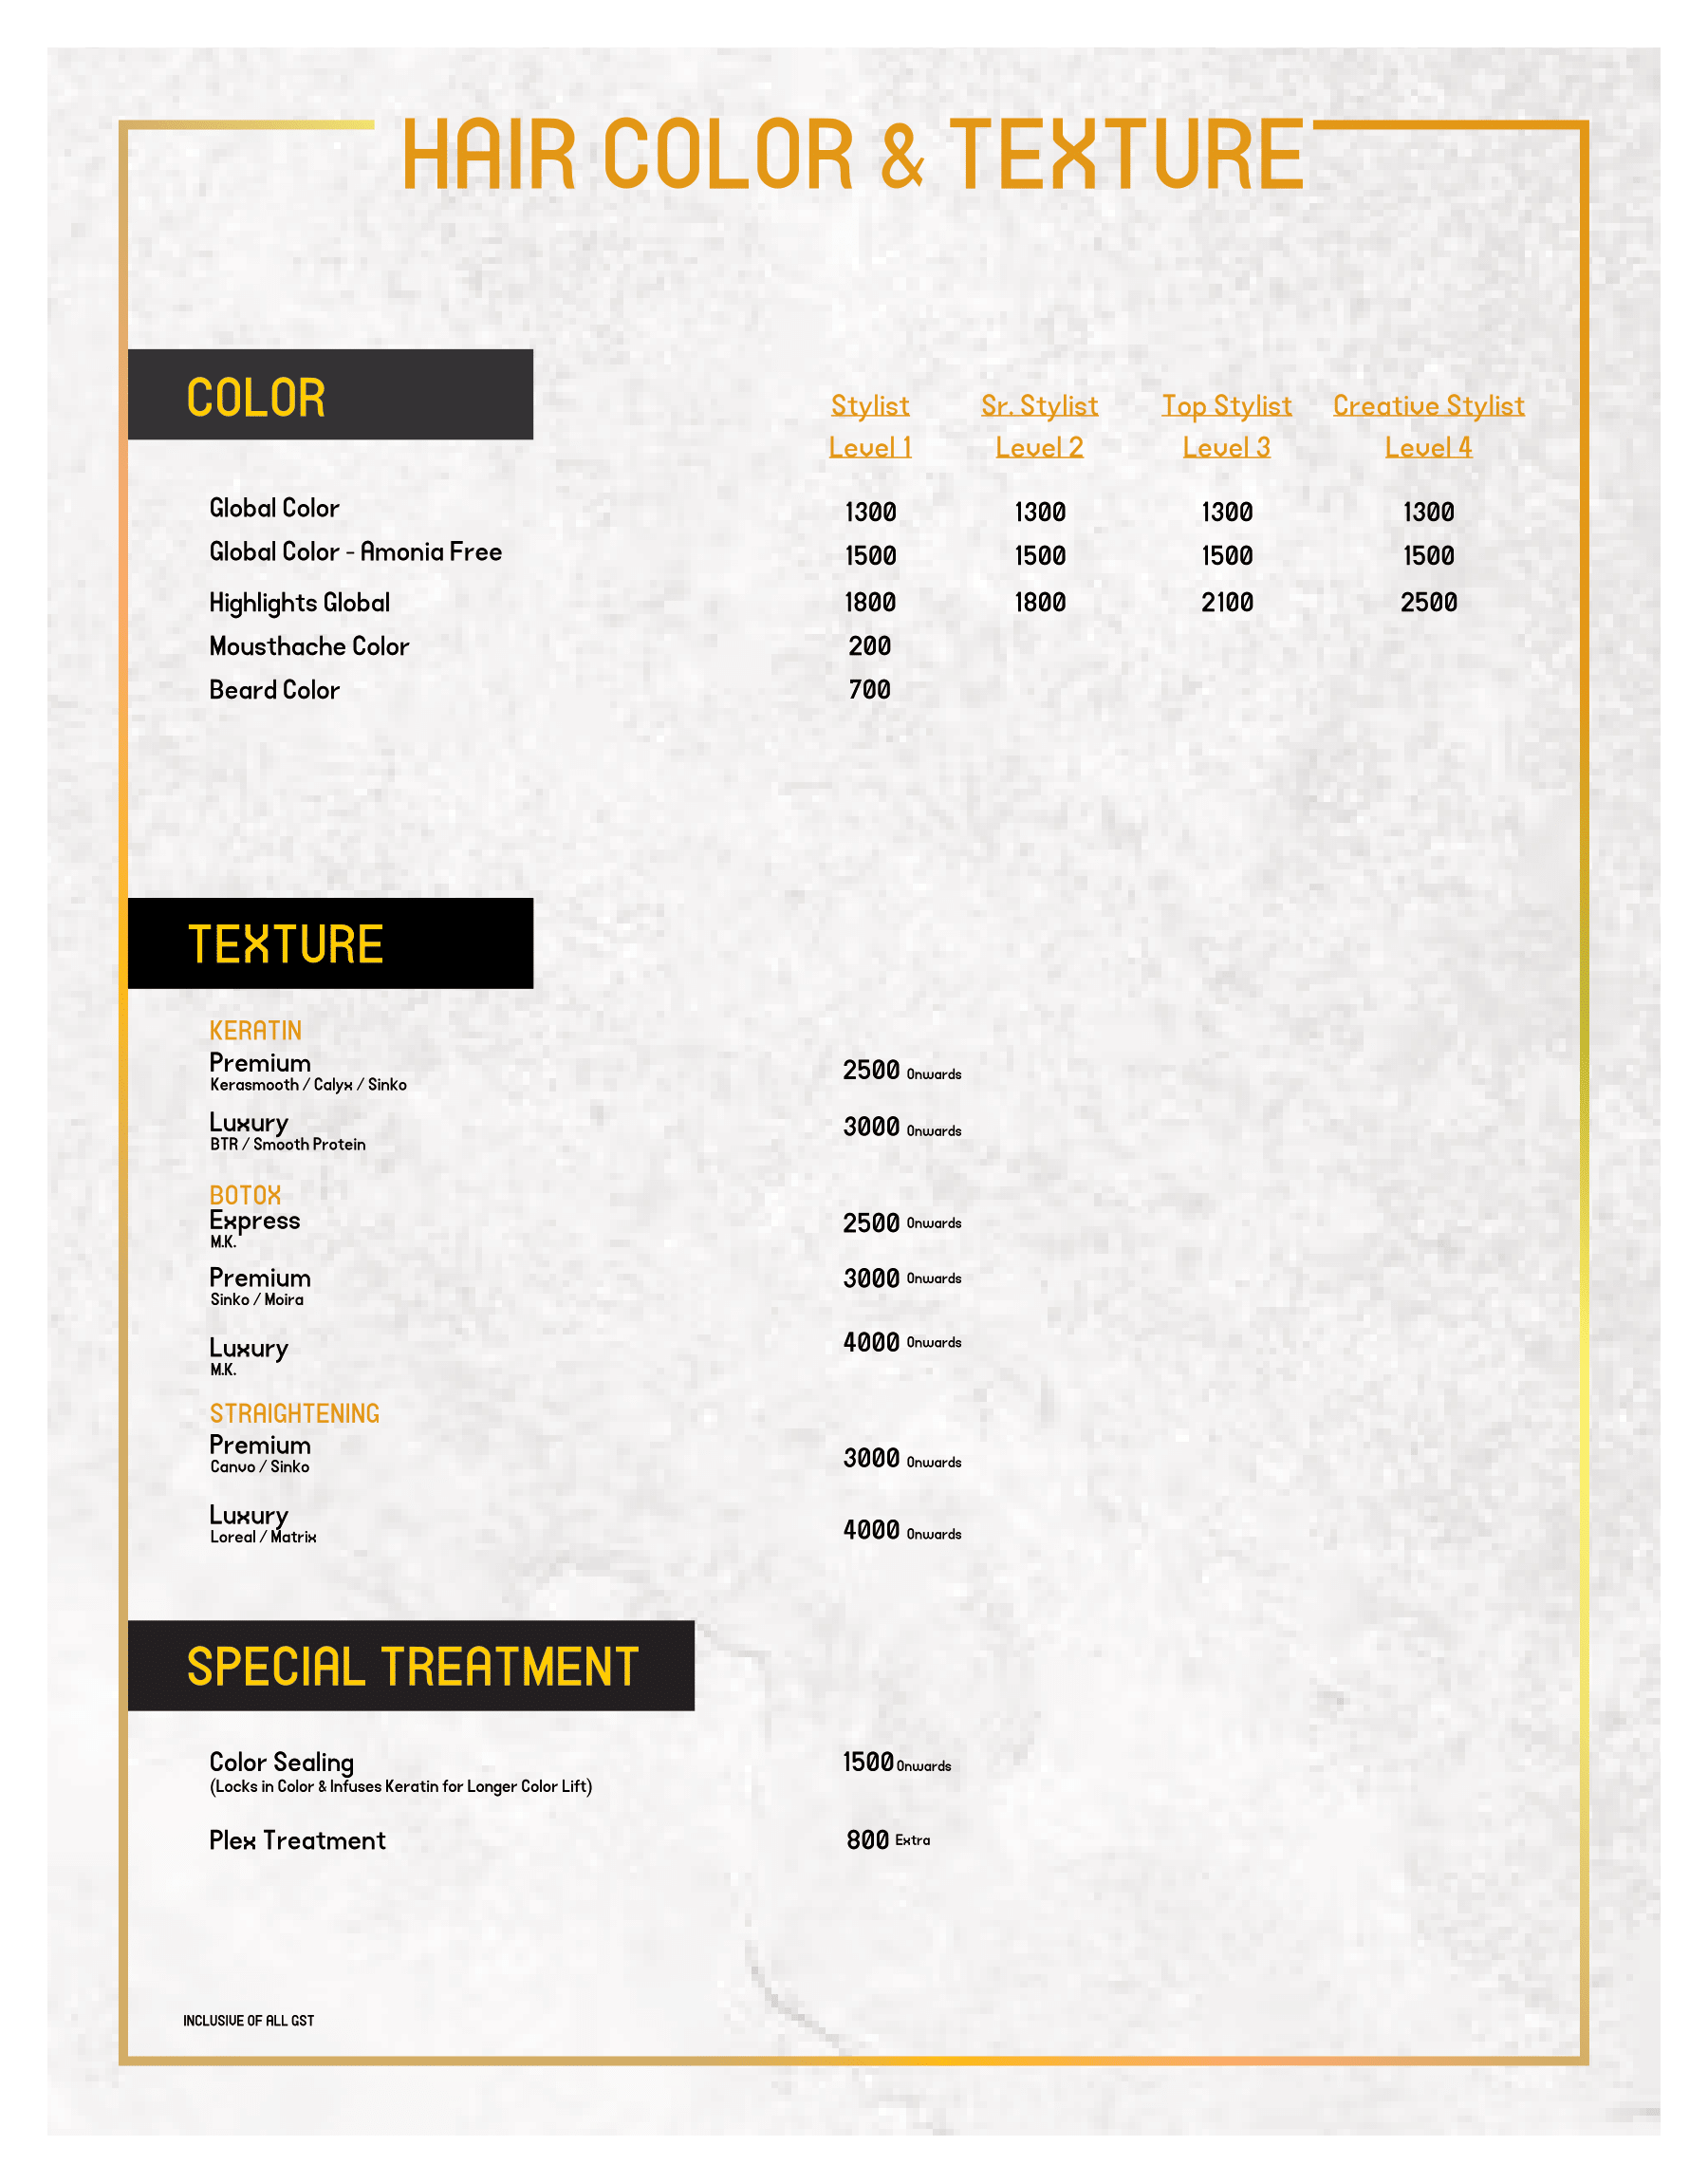 HAIR COLOR & TEXTURE
COLOR
Stylist Sr. Stylist Top Stylist Creative Stylist
Level 1 Level 2 Level 3 Level 4
Global Color 1300 1300 1300 1300
Global Color - Amonia Free 1500 1500 1500 1500
Highlights Global 1800 1800 2100 2500
Mousthache Color 200
Beard Color 700
TEXTURE
KERATIN
Premium 2500 Onwards
Kerasmooth / Calyx / Sinko
Luxury 3000 Onwards
BTR / Smooth Protein
BOTOX
Express 2500 Onwards
M.K.
Premium 3000 Onwards
Sinko / Moira
Luxury 4000 Onwards
M.K.
STRAIGHTENING
Premium 3000 Onwards
Canvo / Sinko
Luxury 4000 Onwards
Loreal / Matrix
SPECIAL TREATMENT
Color Sealing 1500 Onwards
(Locks in Color & Infuses Keratin for Longer Color Lift)
Plex Treatment 800 Extra
INCLUSIVE OF ALL GST